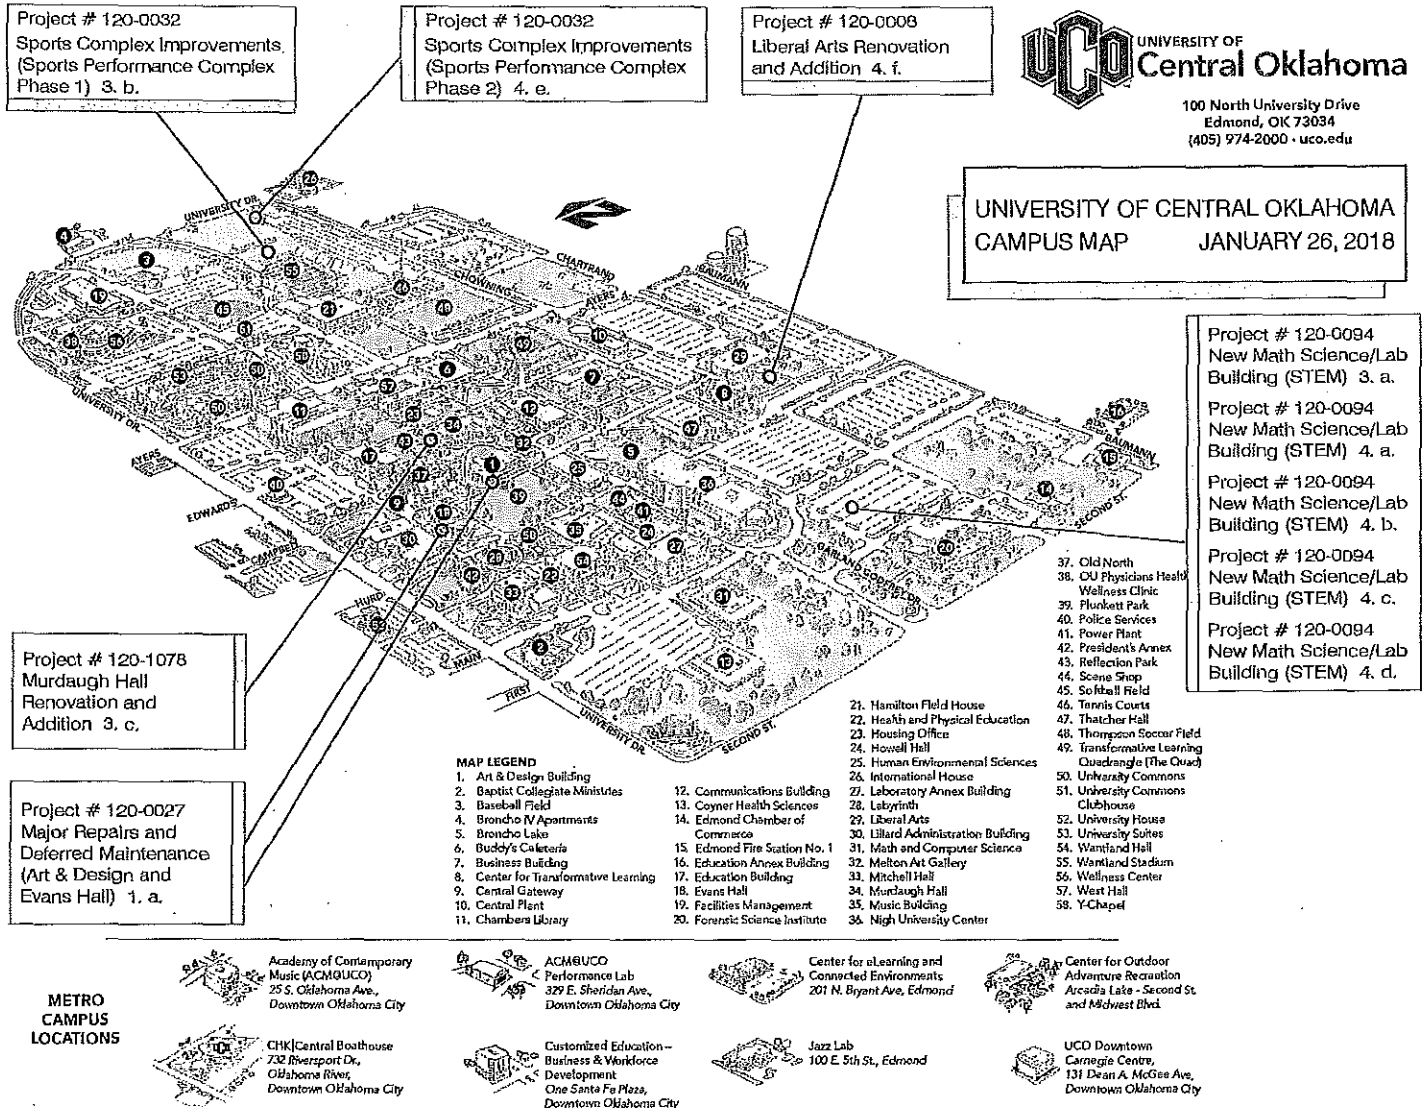 Project # 120-0032
Sports Complex Improvements
(Sports Performance Complex
Phase 1) 3. b.
Project # 120-0032
Sports Complex Improvements
(Sports Performance Complex
Phase 2) 4. e.
Project # 120-0008
Liberal Arts Renovation
and Addition 4. f.
UCO
UNIVERSITY OF
Central Oklahoma
100 North University Drive
Edmond, OK 73034
(405) 974-2000 · uco.edu
UNIVERSITY OF CENTRAL OKLAHOMA
CAMPUS MAP JANUARY 26, 2018
Project # 120-0094
New Math Science/Lab
Building (STEM) 3. a.
Project # 120-0094
New Math Science/Lab
Building (STEM) 4. a.
Project # 120-0094
New Math Science/Lab
Building (STEM) 4. b.
Project # 120-0094
New Math Science/Lab
Building (STEM) 4. c.
Project # 120-0094
New Math Science/Lab
Building (STEM) 4. d.
UNIVERSITY DR.
CHOWNING
CHARTRAND
AYERS
BAUMANN
UNIVERSITY DR.
AYERS
EDWARDS
CAMPBELL
HURD
MAIN
FIRST
UNIVERSITY DR.
SECOND ST.
GARLAND GODFREY DR.
SECOND ST.
BAUMANN
Project # 120-1078
Murdaugh Hall
Renovation and
Addition 3. c.
Project # 120-0027
Major Repairs and
Deferred Maintenance
(Art & Design and
Evans Hall) 1. a.
MAP LEGEND
1. Art & Design Building
2. Baptist Collegiate Ministries
3. Baseball Field
4. Broncho IV Apartments
5. Broncho Lake
6. Buddy's Cafeteria
7. Business Building
8. Center for Transformative Learning
9. Central Gateway
10. Central Plant
11. Chambers Library
12. Communications Building
13. Coyner Health Sciences
14. Edmond Chamber of
Commerce
15. Edmond Fire Station No. 1
16. Education Annex Building
17. Education Building
18. Evans Hall
19. Facilities Management
20. Forensic Science Institute
21. Hamilton Field House
22. Health and Physical Education
23. Housing Office
24. Howell Hall
25. Human Environmental Sciences
26. International House
27. Laboratory Annex Building
28. Labyrinth
29. Liberal Arts
30. Lillard Administration Building
31. Math and Computer Science
32. Melton Art Gallery
33. Mitchell Hall
34. Murdaugh Hall
35. Music Building
36. Nigh University Center
37. Old North
38. OU Physicians Health
Wellness Clinic
39. Plunkett Park
40. Police Services
41. Power Plant
42. President's Annex
43. Reflection Park
44. Scene Shop
45. Softball Field
46. Tennis Courts
47. Thatcher Hall
48. Thompson Soccer Field
49. Transformative Learning
Quadrangle (The Quad)
50. University Commons
51. University Commons
Clubhouse
52. University House
53. University Suites
54. Wantland Hall
55. Wantland Stadium
56. Wellness Center
57. West Hall
58. Y-Chapel
METRO
CAMPUS
LOCATIONS
Academy of Contemporary
Music (ACM@UCO)
25 S. Oklahoma Ave.,
Downtown Oklahoma City
ACM@UCO
Performance Lab
329 E. Sheridan Ave.,
Downtown Oklahoma City
Center for eLearning and
Connected Environments
201 N. Bryant Ave, Edmond
Center for Outdoor
Adventure Recreation
Arcadia Lake - Second St.
and Midwest Blvd.
CHK|Central Boathouse
732 Riversport Dr.,
Oklahoma River,
Downtown Oklahoma City
Customized Education –
Business & Workforce
Development
One Santa Fe Plaza,
Downtown Oklahoma City
Jazz Lab
100 E. 5th St., Edmond
UCO Downtown
Carnegie Centre,
131 Dean A. McGee Ave,
Downtown Oklahoma City